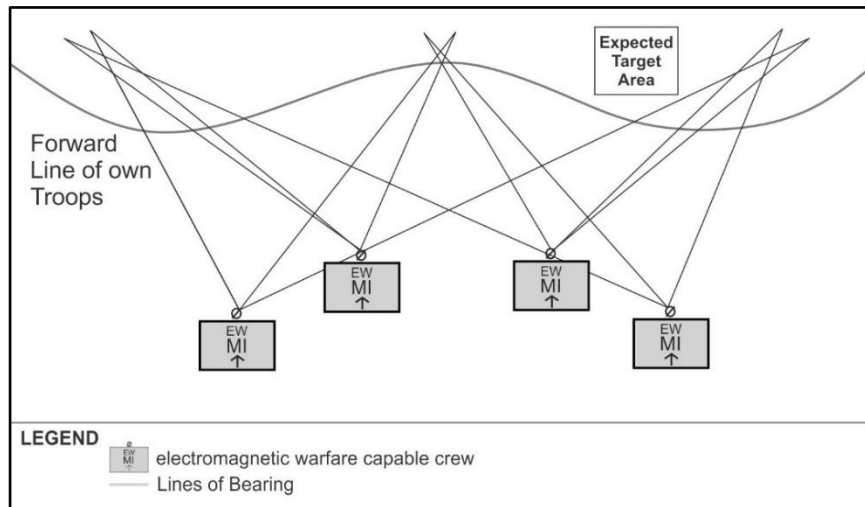 Expected
Target
Area
Forward
Line of own
Troops
EW
MI
EW
MI
EW
MI
EW
MI
LEGEND
EW
MI
electromagnetic warfare capable crew
Lines of Bearing